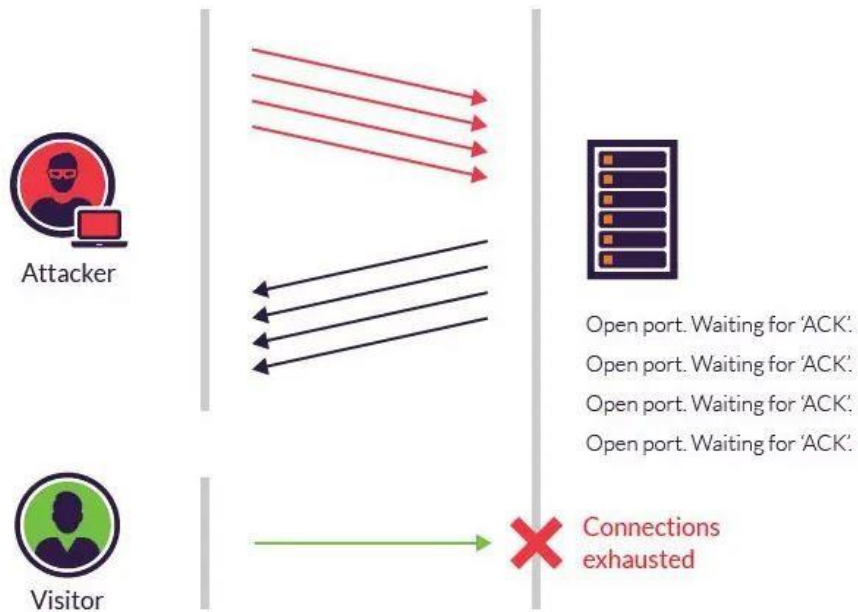 Attacker
Open port. Waiting for ‘ACK’.
Open port. Waiting for ‘ACK’.
Open port. Waiting for ‘ACK’.
Open port. Waiting for ‘ACK’.
Connections
exhausted
Visitor